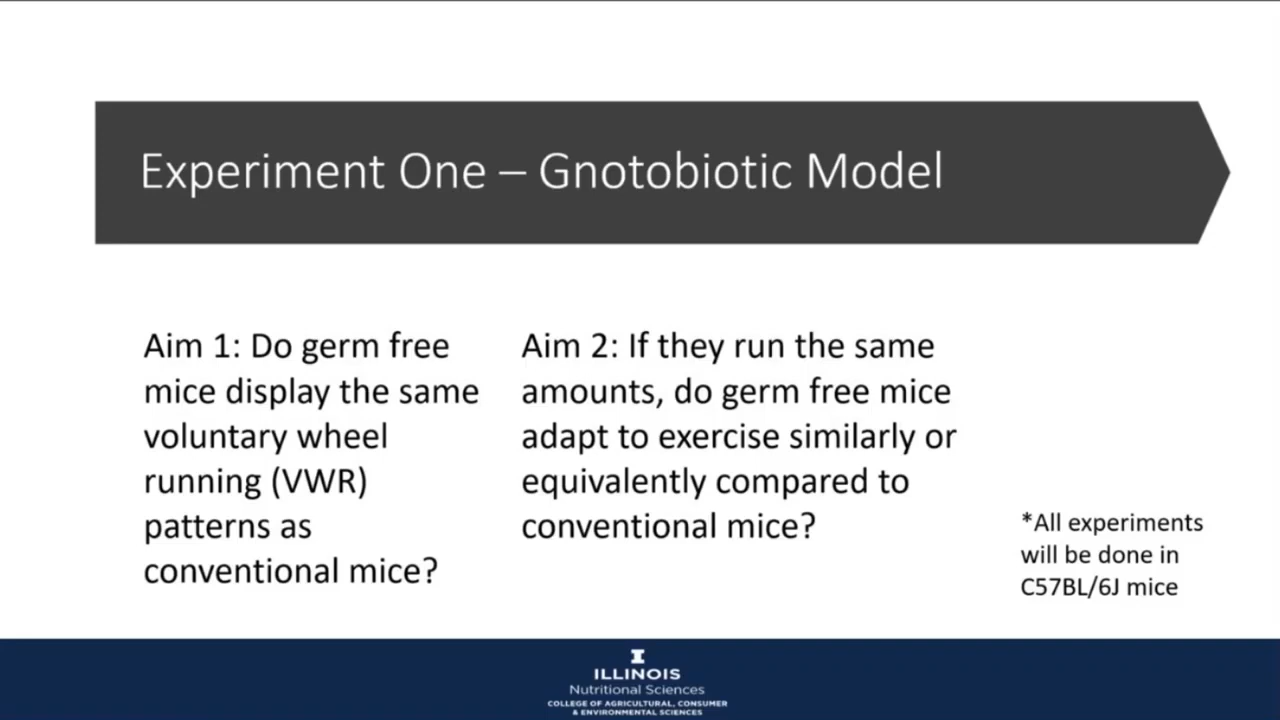 Experiment One – Gnotobiotic Model
Aim 1: Do germ free
mice display the same
voluntary wheel
running (VWR)
patterns as
conventional mice?
Aim 2: If they run the same
amounts, do germ free mice
adapt to exercise similarly or
equivalently compared to
conventional mice?
*All experiments
will be done in
C57BL/6J mice
I
ILLINOIS
Nutritional Sciences
COLLEGE OF AGRICULTURAL, CONSUMER
& ENVIRONMENTAL SCIENCES